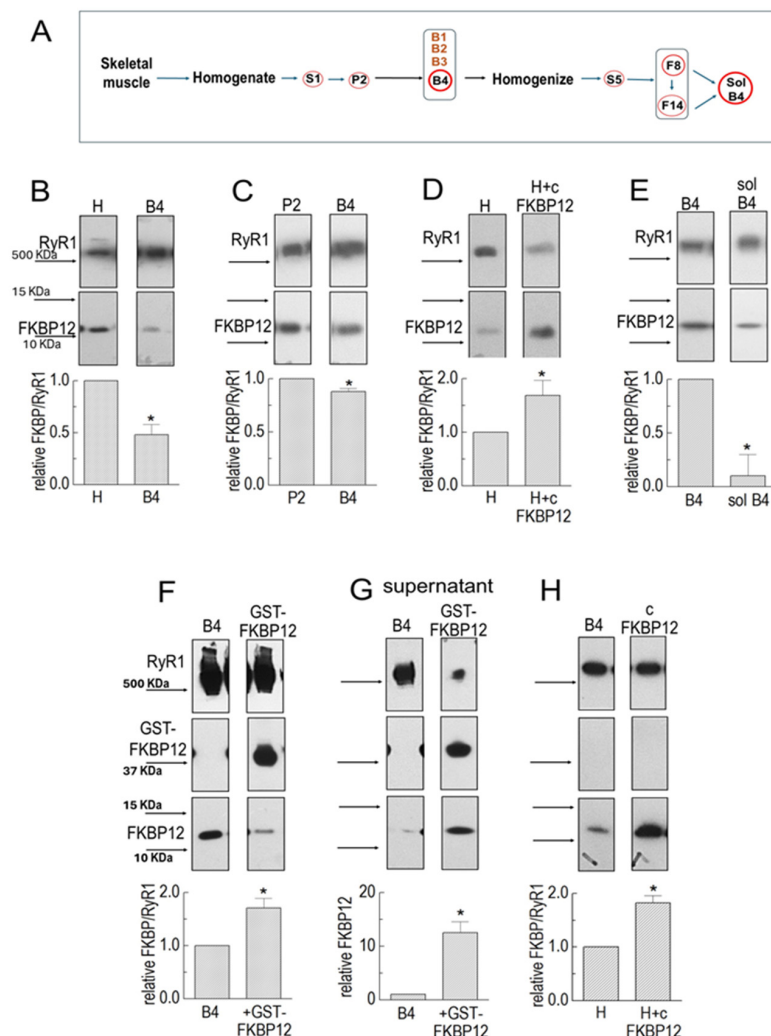 A
Skeletal
muscle
Homogenate
S1
P2
B1
B2
B3
B4
Homogenize
S5
F8
F14
Sol
B4
B
H B4
RyR1
500 KDa
15 KDa
FKBP12
10 KDa
relative FKBP/RyR1
1.0
0.5
0.0
*
H B4
C
P2 B4
RyR1
FKBP12
relative FKBP/RyR1
1.0
0.5
0.0
*
P2 B4
D
H H+c
FKBP12
RyR1
FKBP12
relative FKBP/RyR1
2.0
1.0
0.0
*
H H+c
FKBP12
E
B4 sol
B4
RyR1
FKBP12
relative FKBP/RyR1
1.0
0.5
0.0
*
B4 sol B4
F
B4 GST-
FKBP12
RyR1
500 KDa
GST-
FKBP12
37 KDa
15 KDa
FKBP12
10 KDa
relative FKBP/RyR1
2.0
1.0
0.0
*
B4 +GST-
FKBP12
G supernatant
B4 GST-
FKBP12
relative FKBP12
20
10
0
*
B4 +GST-
FKBP12
H
B4 c
FKBP12
relative FKBP/RyR1
2.0
1.0
0.0
*
H H+c
FKBP12